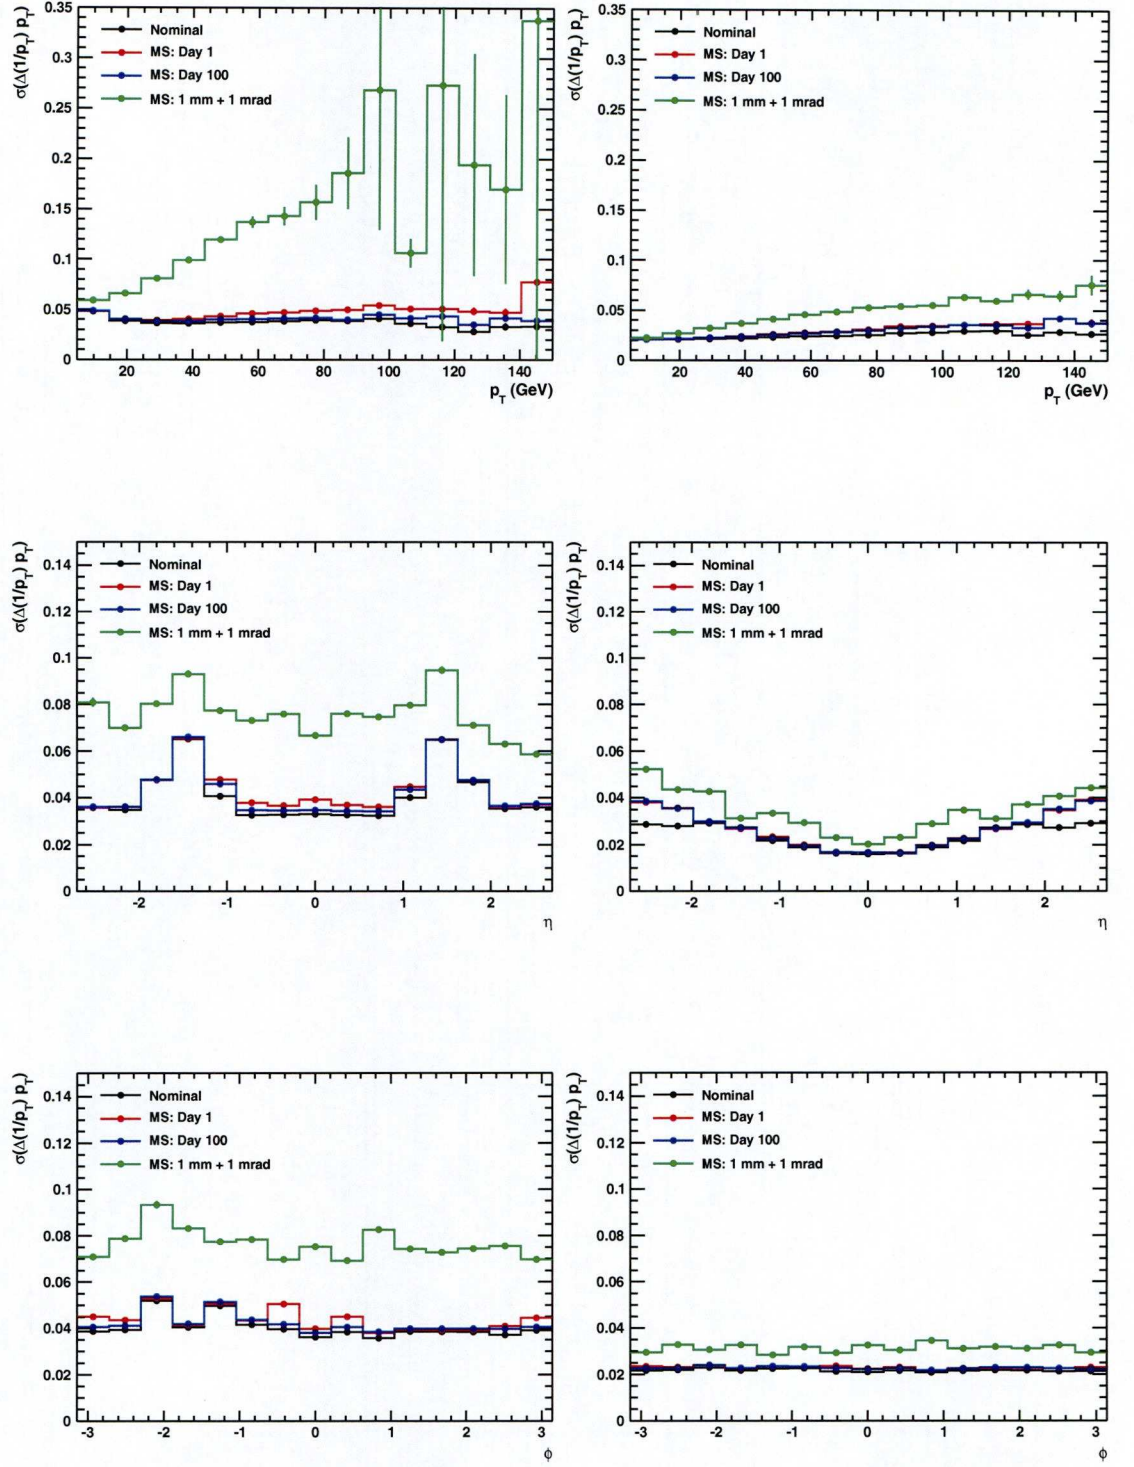 σ(Δ(1/p_T) p_T)
0.35
0.3
0.25
0.2
0.15
0.1
0.05
0
Nominal
MS: Day 1
MS: Day 100
MS: 1 mm + 1 mrad
20 40 60 80 100 120 140
p_T (GeV)
σ(Δ(1/p_T) p_T)
0.35
0.3
0.25
0.2
0.15
0.1
0.05
0
Nominal
MS: Day 1
MS: Day 100
MS: 1 mm + 1 mrad
20 40 60 80 100 120 140
p_T (GeV)
σ(Δ(1/p_T) p_T)
0.14
0.12
0.1
0.08
0.06
0.04
0.02
0
Nominal
MS: Day 1
MS: Day 100
MS: 1 mm + 1 mrad
-2 -1 0 1 2
η
σ(Δ(1/p_T) p_T)
0.14
0.12
0.1
0.08
0.06
0.04
0.02
0
Nominal
MS: Day 1
MS: Day 100
MS: 1 mm + 1 mrad
-2 -1 0 1 2
η
σ(Δ(1/p_T) p_T)
0.14
0.12
0.1
0.08
0.06
0.04
0.02
0
Nominal
MS: Day 1
MS: Day 100
MS: 1 mm + 1 mrad
-3 -2 -1 0 1 2 3
ϕ
σ(Δ(1/p_T) p_T)
0.14
0.12
0.1
0.08
0.06
0.04
0.02
0
Nominal
MS: Day 1
MS: Day 100
MS: 1 mm + 1 mrad
-3 -2 -1 0 1 2 3
ϕ